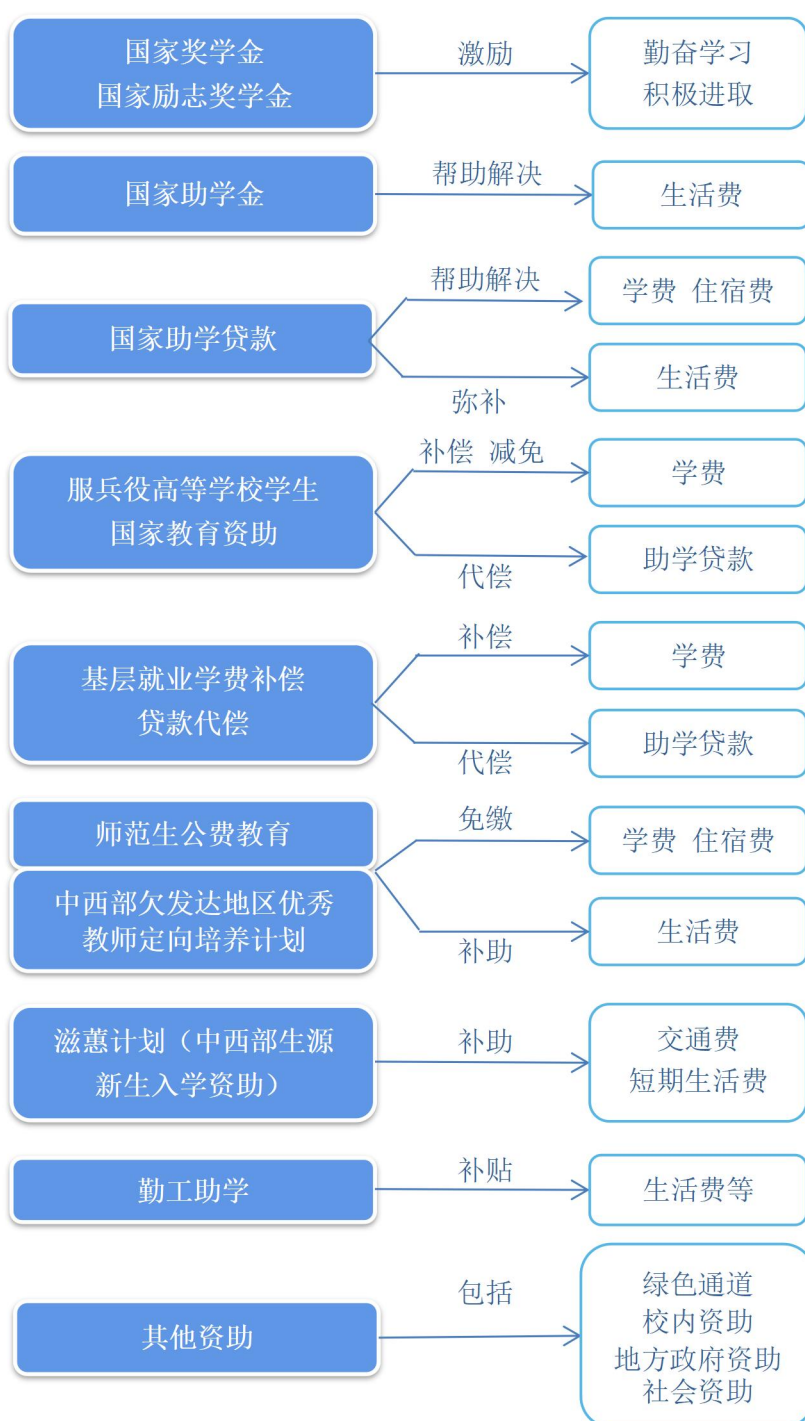 国家奖学金
国家励志奖学金
激励
勤奋学习
积极进取
国家助学金
帮助解决
生活费
国家助学贷款
帮助解决
学费 住宿费
弥补
生活费
服兵役高等学校学生
国家教育资助
补偿 减免
学费
代偿
助学贷款
基层就业学费补偿
贷款代偿
补偿
学费
代偿
助学贷款
师范生公费教育
中西部欠发达地区优秀
教师定向培养计划
免缴
学费 住宿费
补助
生活费
滋蕙计划（中西部生源
新生入学资助）
补助
交通费
短期生活费
勤工助学
补贴
生活费等
其他资助
包括
绿色通道
校内资助
地方政府资助
社会资助